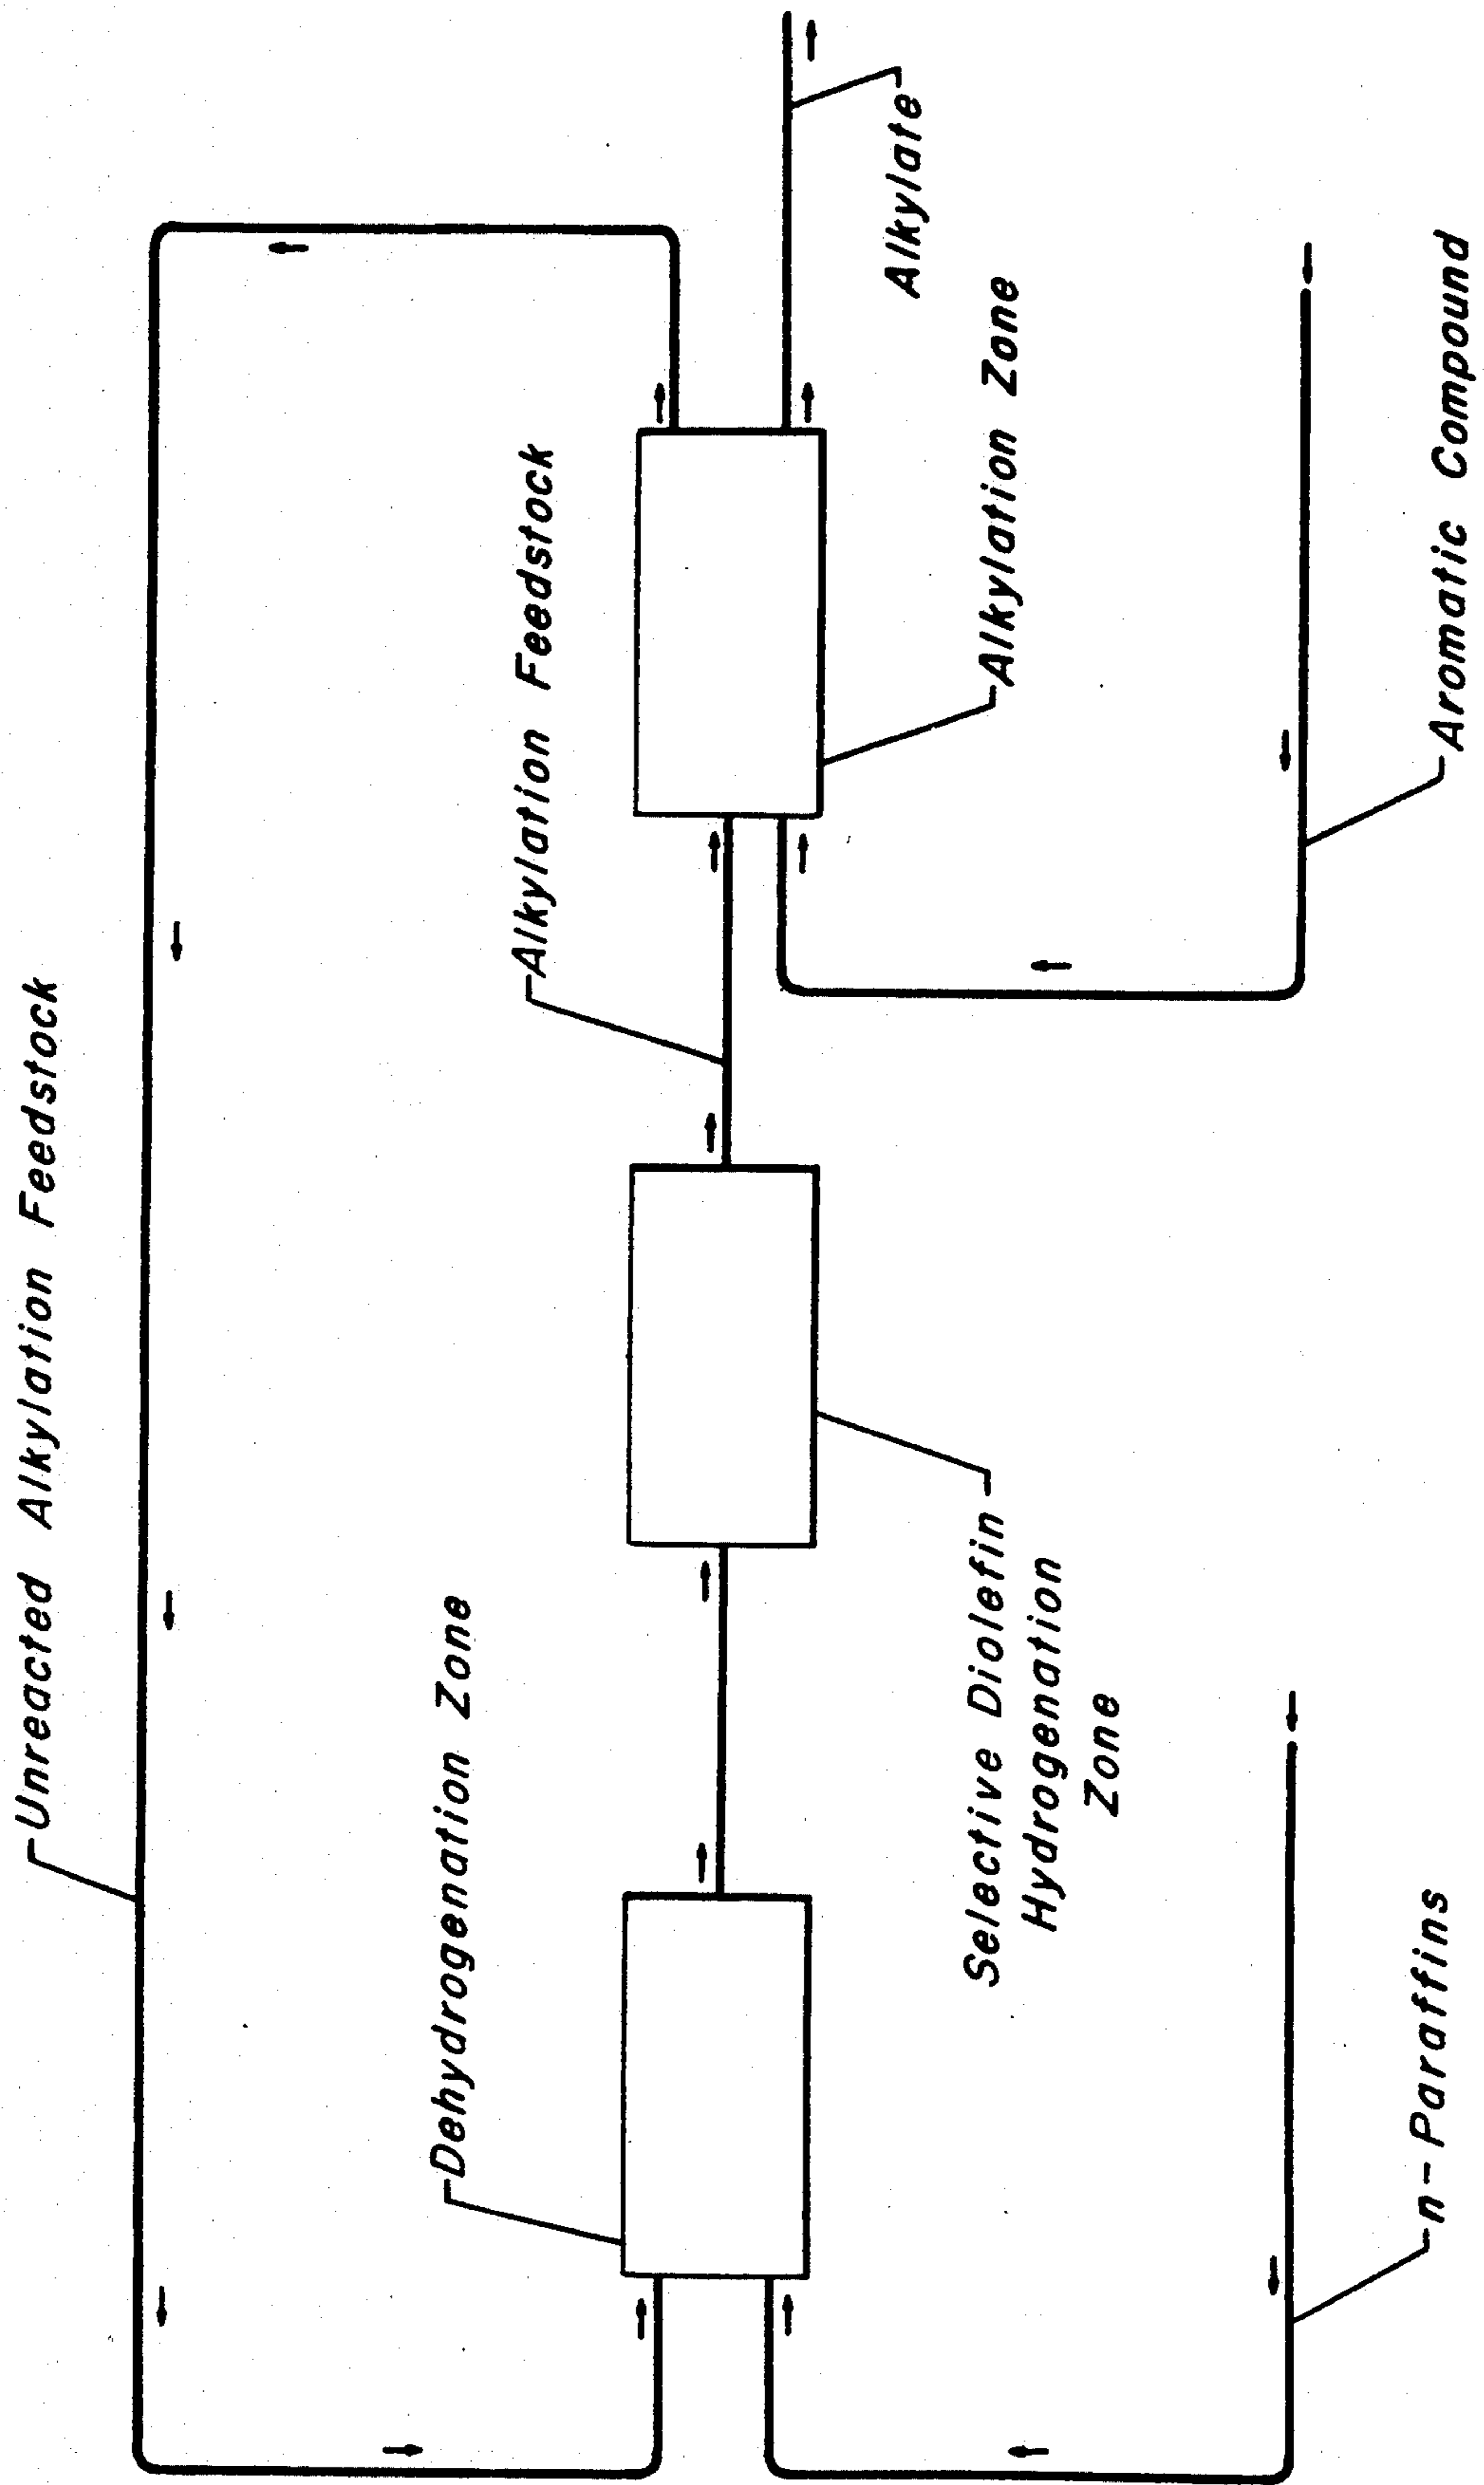 Unreacted Alkylation Feedstock
Dehydrogenation Zone
Alkylation Feedstock
Alkylate
Selective Diolefin
Hydrogenation
Zone
Alkylation Zone
n-Paraffins
Aromatic Compound